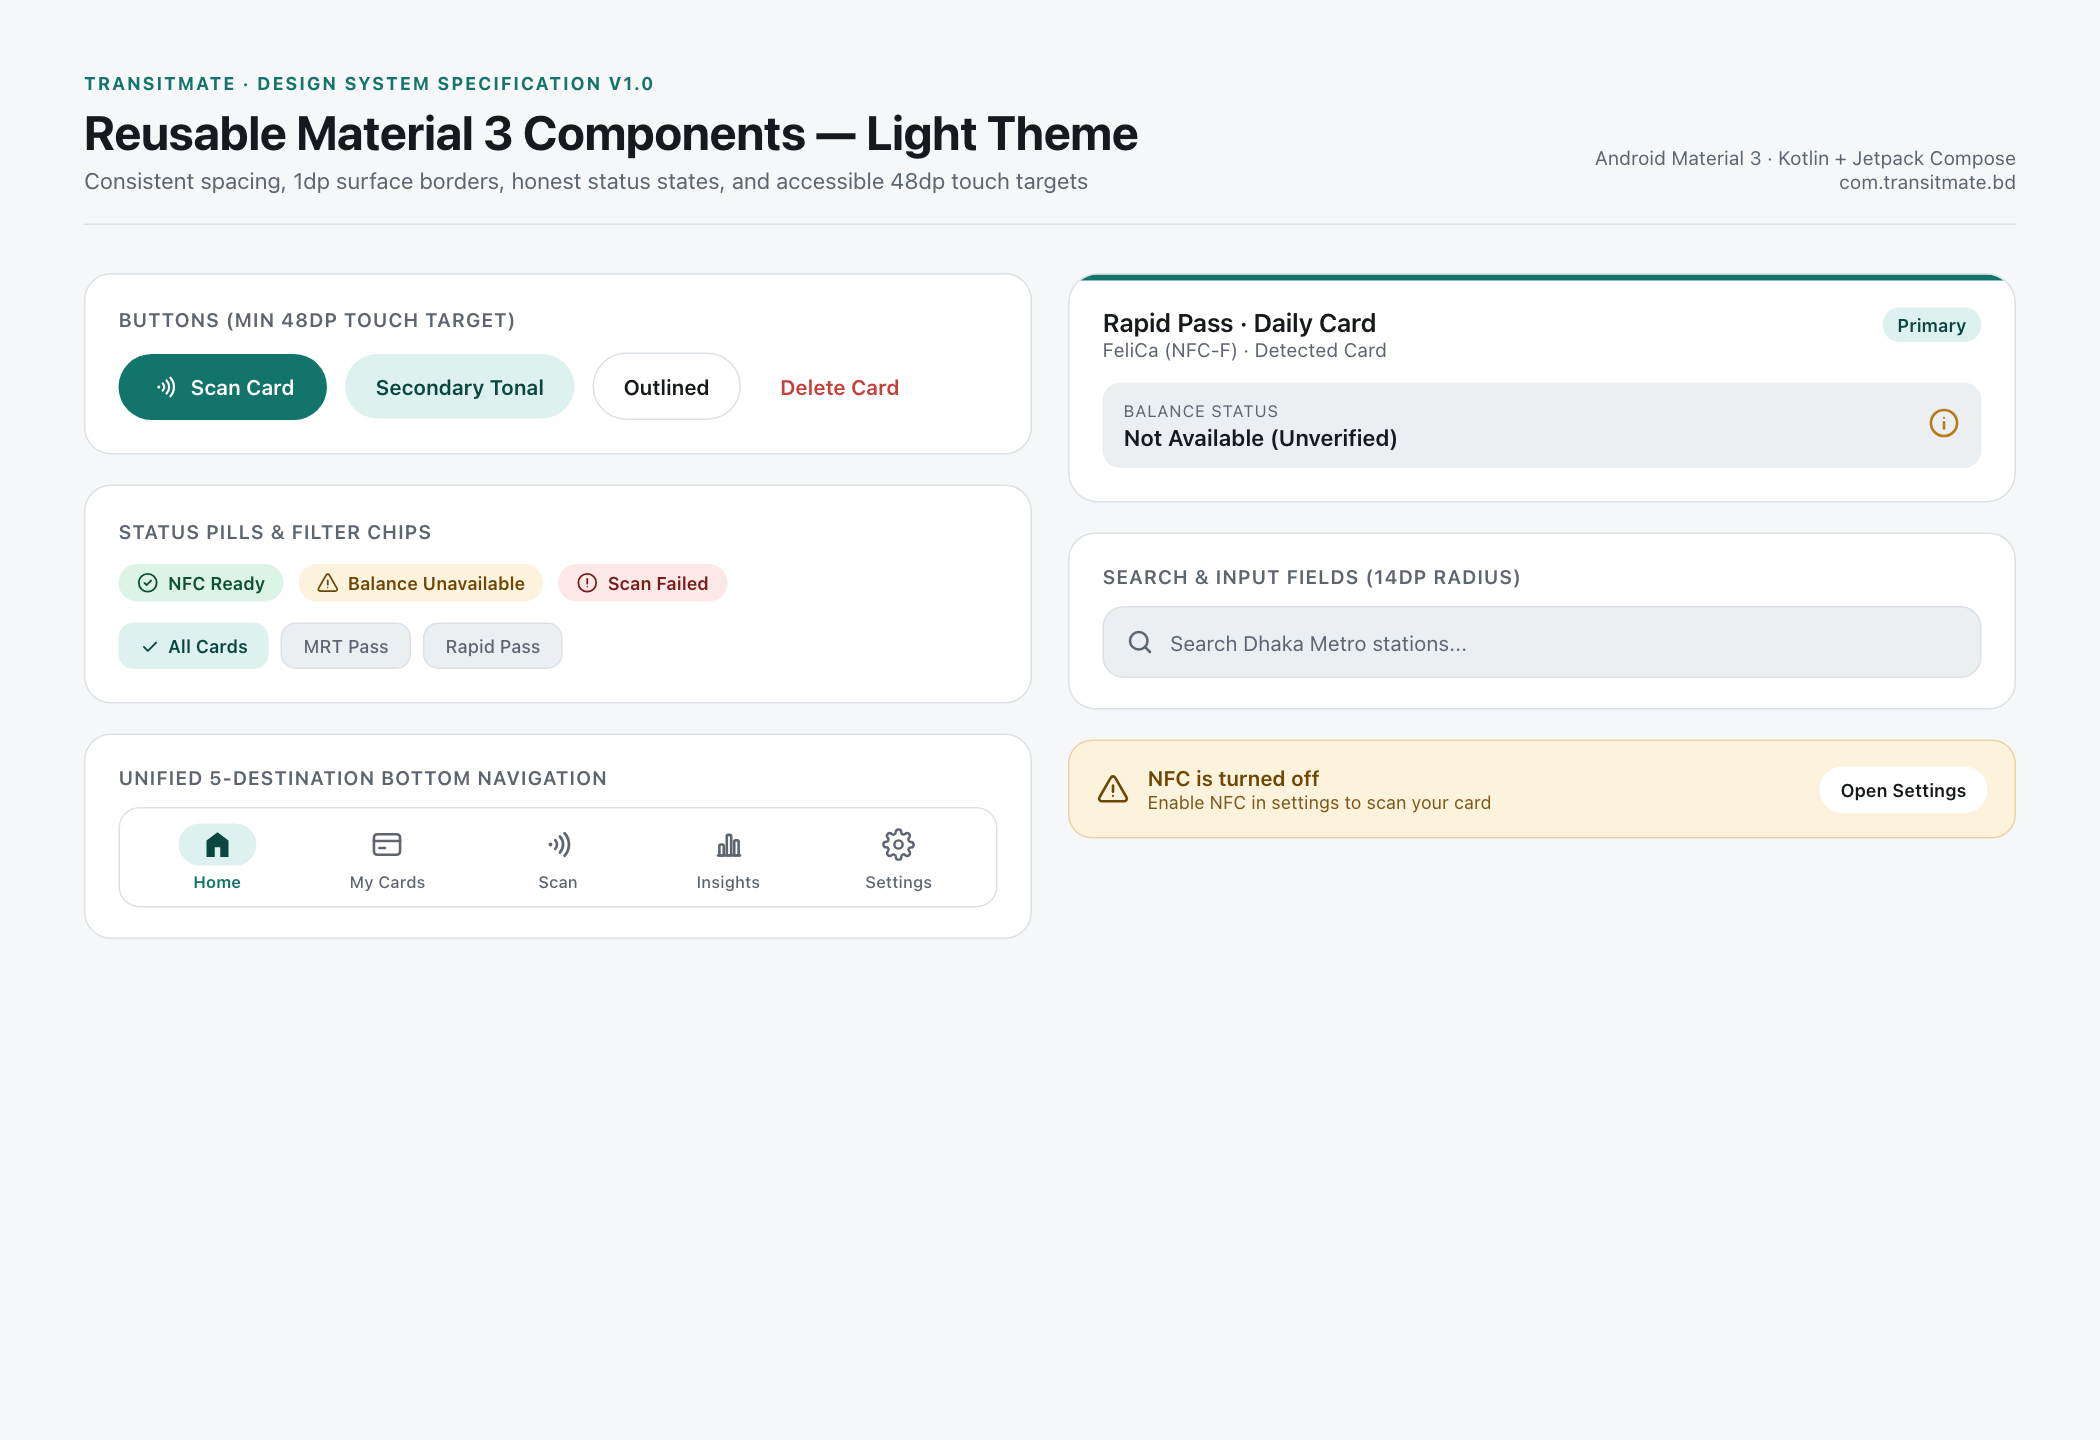 TRANSITMATE · DESIGN SYSTEM SPECIFICATION V1.0
Reusable Material 3 Components — Light Theme
Consistent spacing, 1dp surface borders, honest status states, and accessible 48dp touch targets
Android Material 3 · Kotlin + Jetpack Compose
com.transitmate.bd
BUTTONS (MIN 48DP TOUCH TARGET)
Scan Card
Secondary Tonal
Outlined
Delete Card
STATUS PILLS & FILTER CHIPS
NFC Ready
Balance Unavailable
Scan Failed
All Cards
MRT Pass
Rapid Pass
UNIFIED 5-DESTINATION BOTTOM NAVIGATION
Home
My Cards
Scan
Insights
Settings
Rapid Pass · Daily Card
Primary
FeliCa (NFC-F) · Detected Card
BALANCE STATUS
Not Available (Unverified)
SEARCH & INPUT FIELDS (14DP RADIUS)
Search Dhaka Metro stations...
NFC is turned off
Enable NFC in settings to scan your card
Open Settings